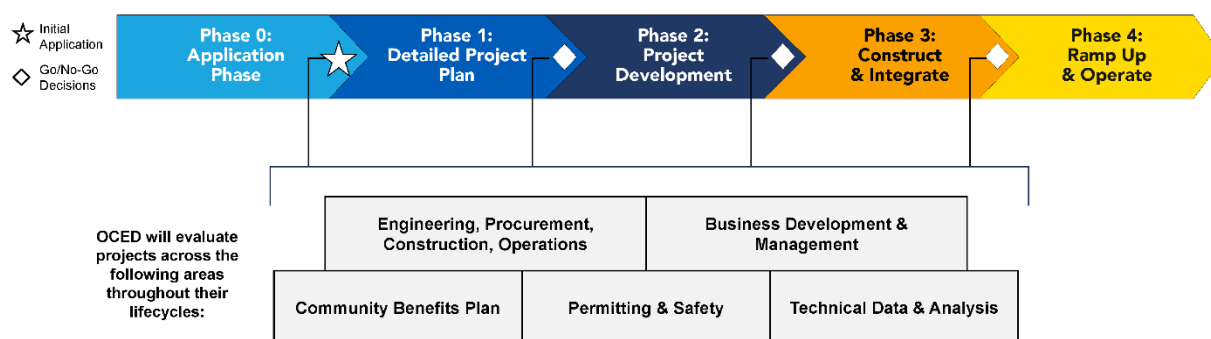 Initial
Application
Go/No-Go
Decisions
Phase 0:
Application
Phase
Phase 1:
Detailed Project
Plan
Phase 2:
Project
Development
Phase 3:
Construct
& Integrate
Phase 4:
Ramp Up
& Operate
OCED will evaluate
projects across the
following areas
throughout their
lifecycles:
Engineering, Procurement,
Construction, Operations
Business Development &
Management
Community Benefits Plan
Permitting & Safety
Technical Data & Analysis